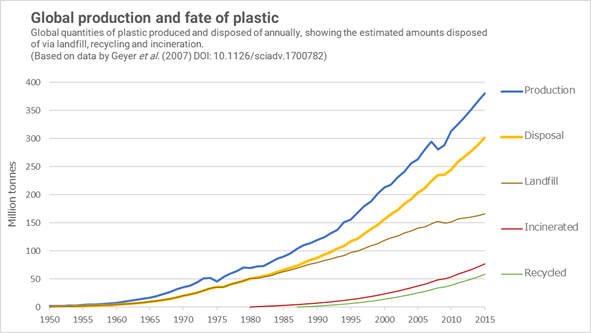 Global production and fate of plastic
Global quantities of plastic produced and disposed of annually, showing the estimated amounts disposed
of via landfill, recycling and incineration.
(Based on data by Geyer et al. (2007) DOI: 10.1126/sciadv.1700782)
Million tonnes
400
350
300
250
200
150
100
50
0
1950 1955 1960 1965 1970 1975 1980 1985 1990 1995 2000 2005 2010 2015
Production
Disposal
Landfill
Incinerated
Recycled